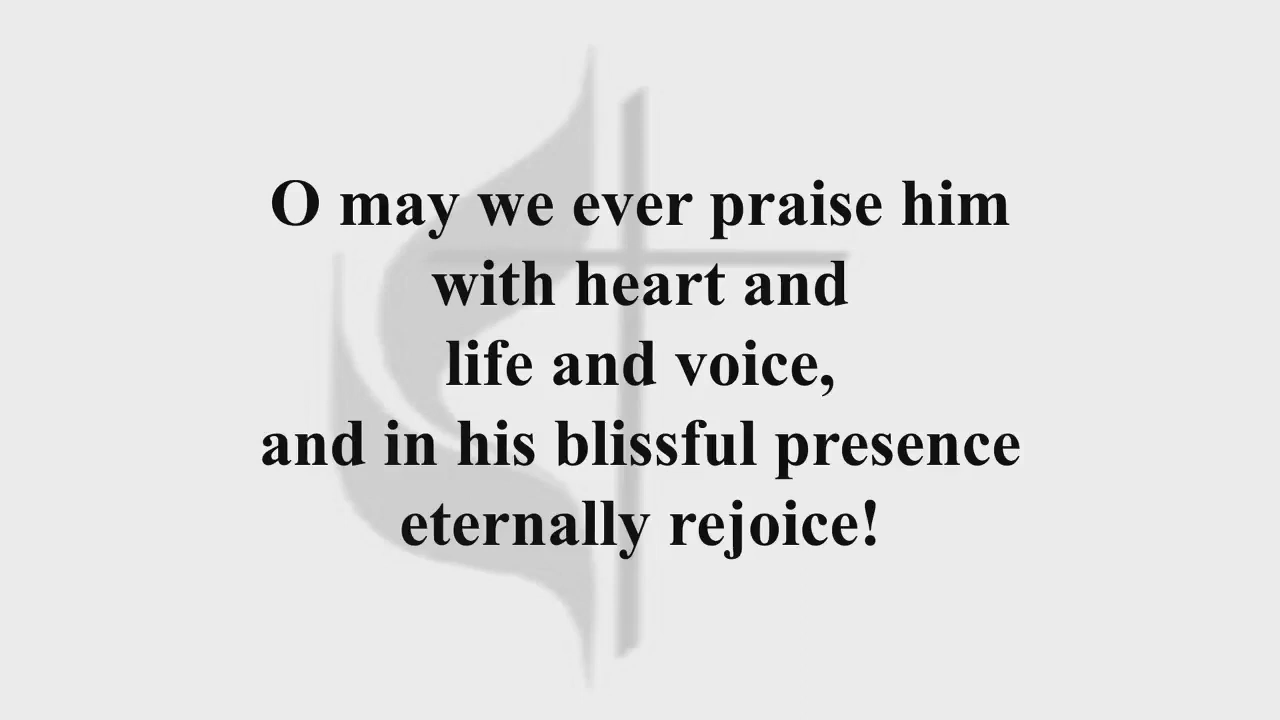 O may we ever praise him
with heart and
life and voice,
and in his blissful presence
eternally rejoice!